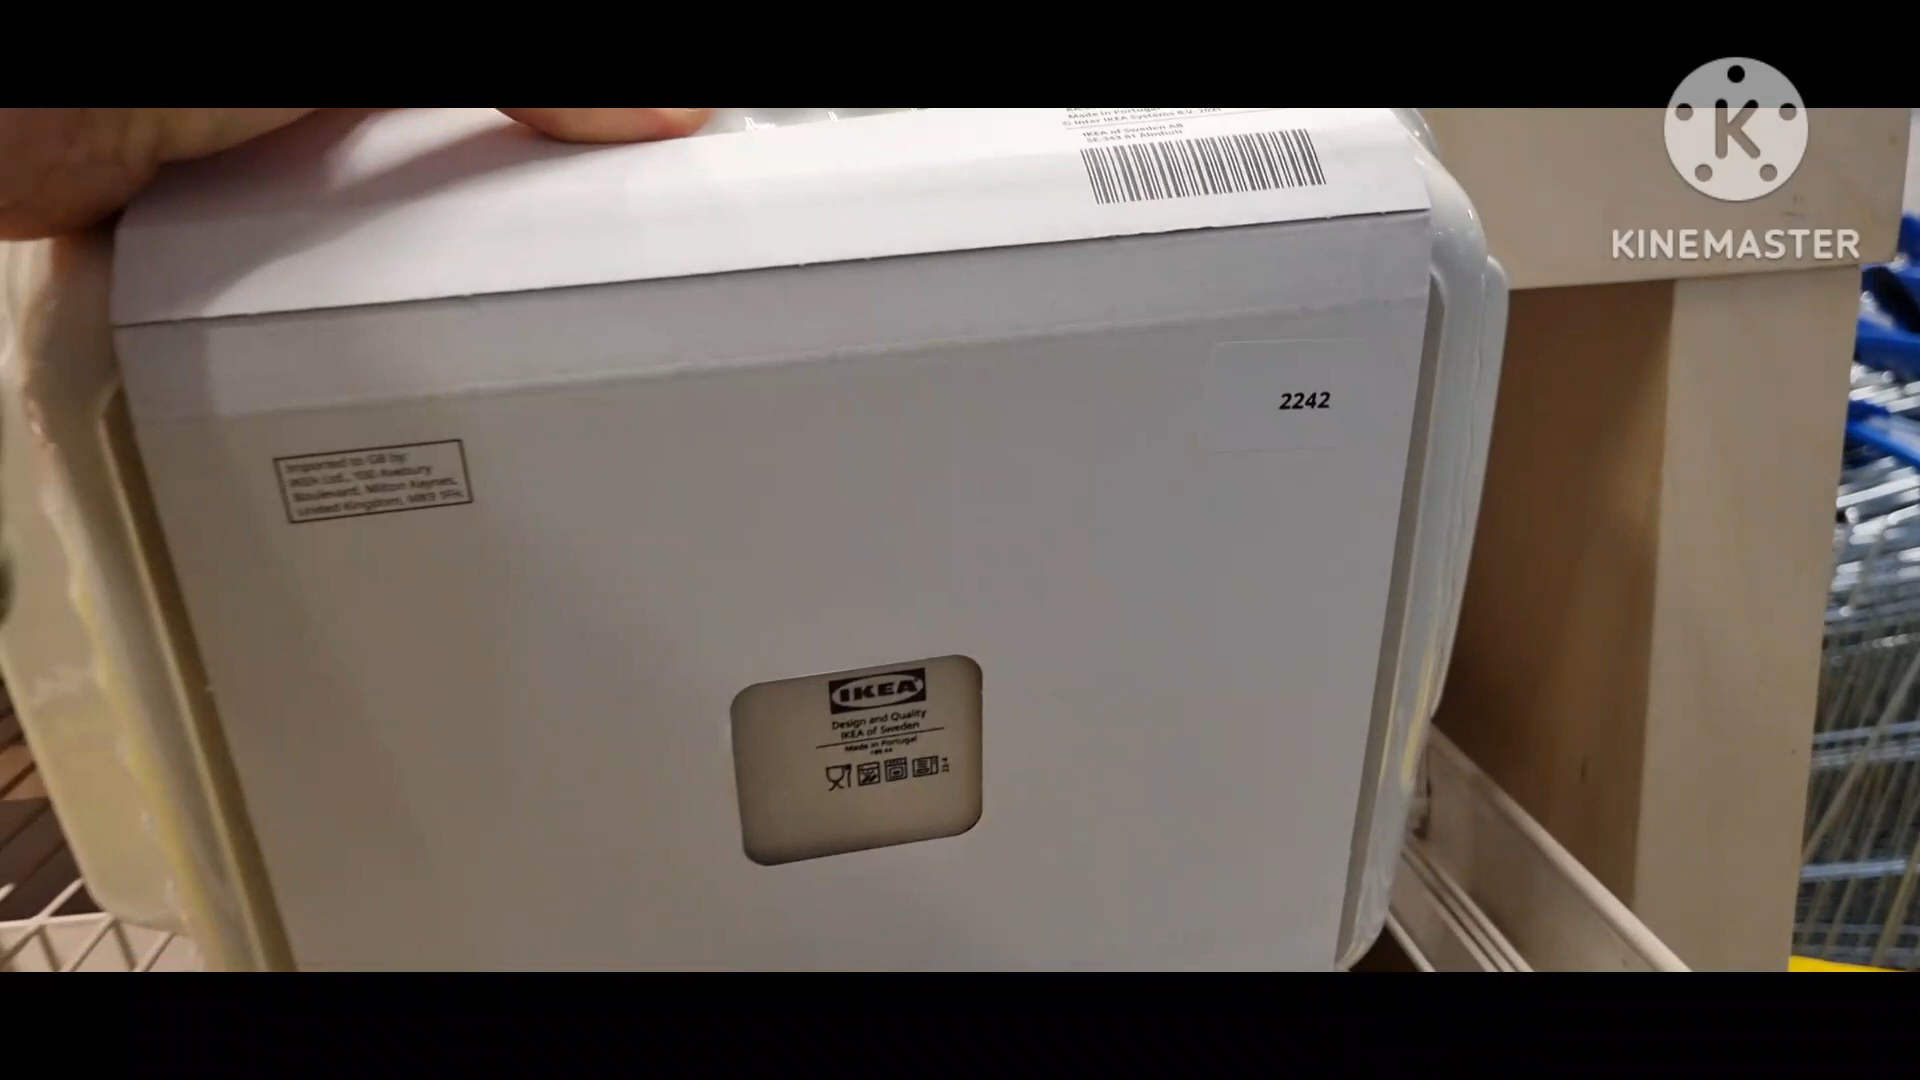 Made in Portugal
© Inter IKEA Systems B.V. 2021
IKEA of Sweden AB
SE-343 81 Älmhult
KINEMASTER
2242
Imported to GB by:
IKEA Ltd., 100 Avebury
Boulevard, Milton Keynes,
United Kingdom, MK9 1FH.
IKEA
Design and Quality
IKEA of Sweden
Made in Portugal